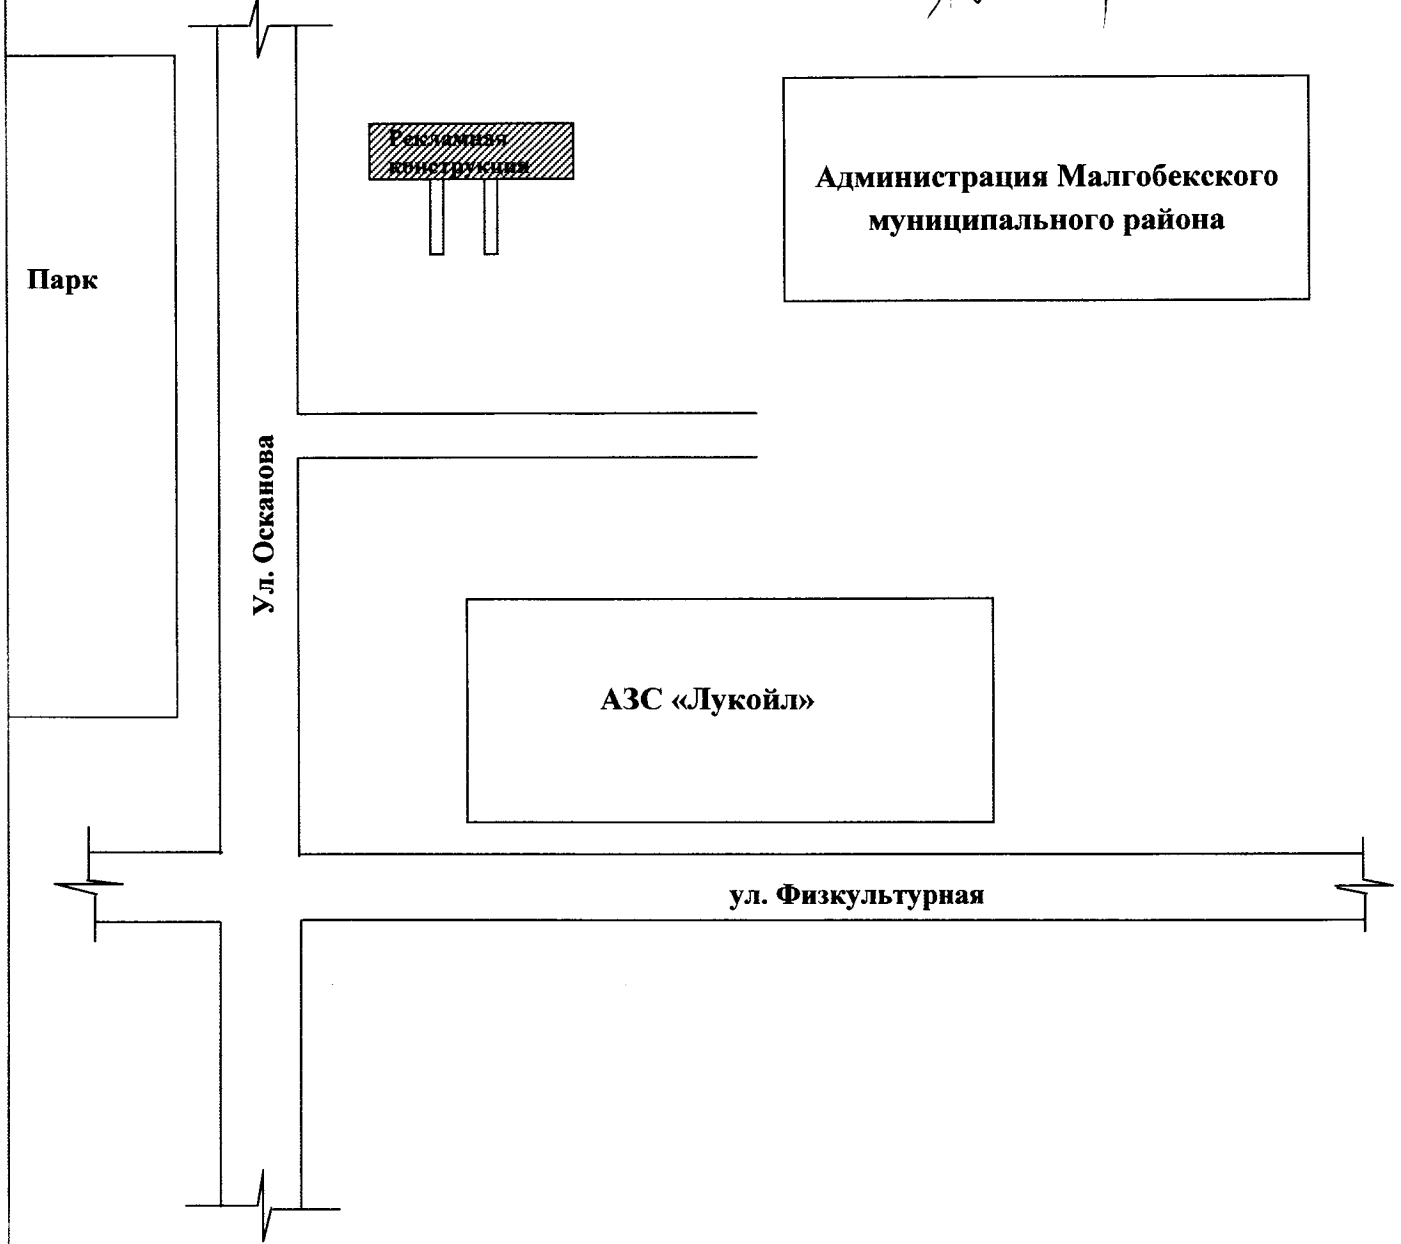 Рекламная
конструкция
Администрация Малгобекского
муниципального района
Парк
Ул. Осканова
АЗС «Лукойл»
ул. Физкультурная